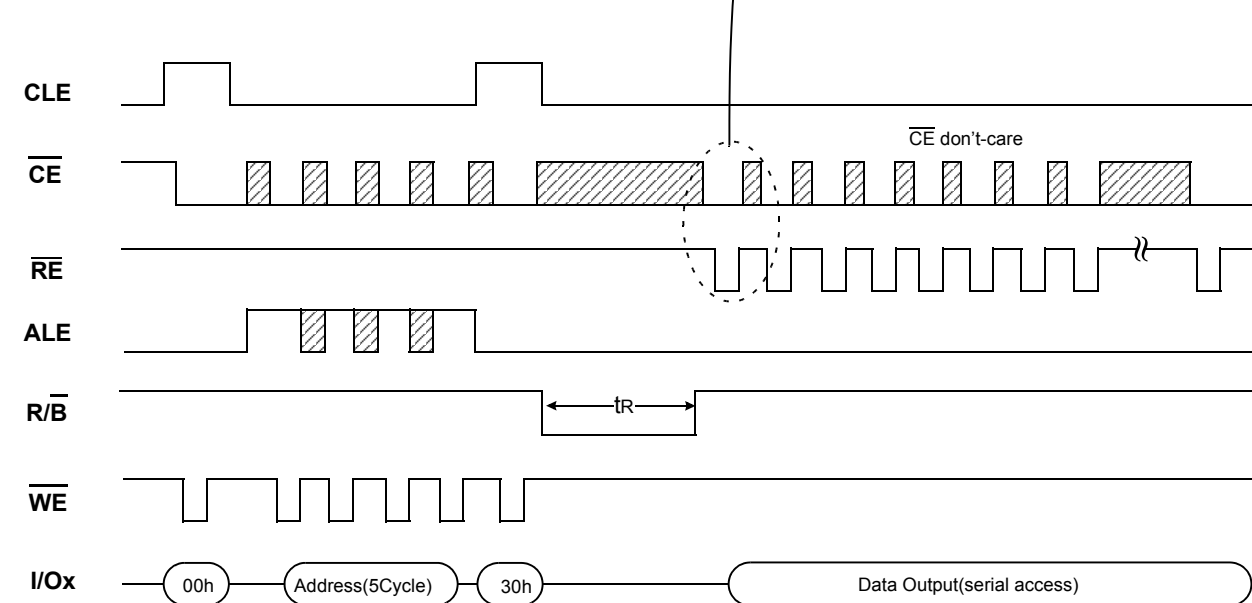 CLE
CE don't-care
CE
RE
ALE
tR
R/B
WE
I/Ox 00h Address(5Cycle) 30h Data Output(serial access)